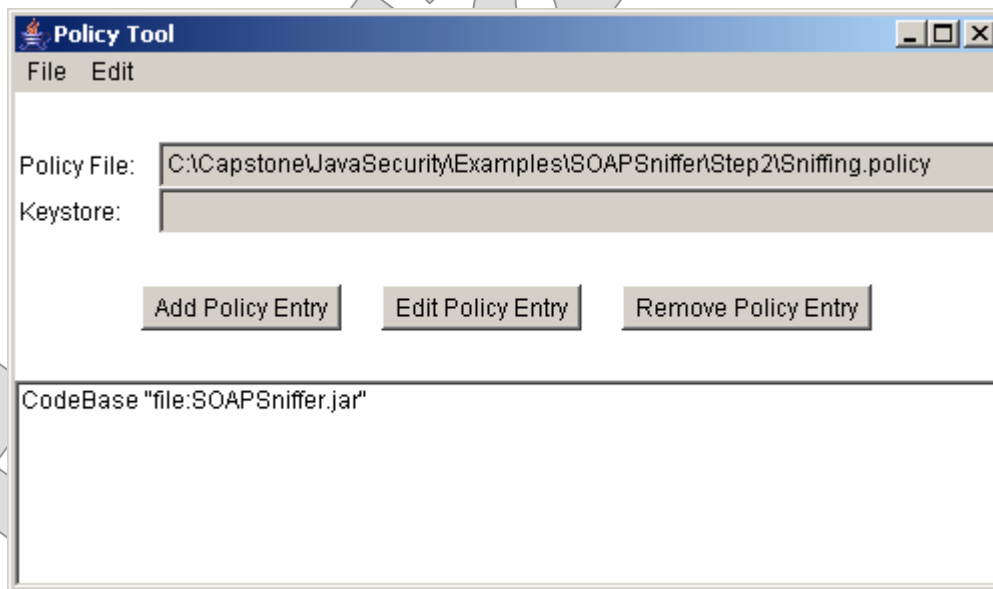 Policy Tool
File Edit
Policy File: C:\Capstone\JavaSecurity\Examples\SOAPSniffer\Step2\Sniffing.policy
Keystore:
Add Policy Entry Edit Policy Entry Remove Policy Entry
CodeBase "file:SOAPSniffer.jar"